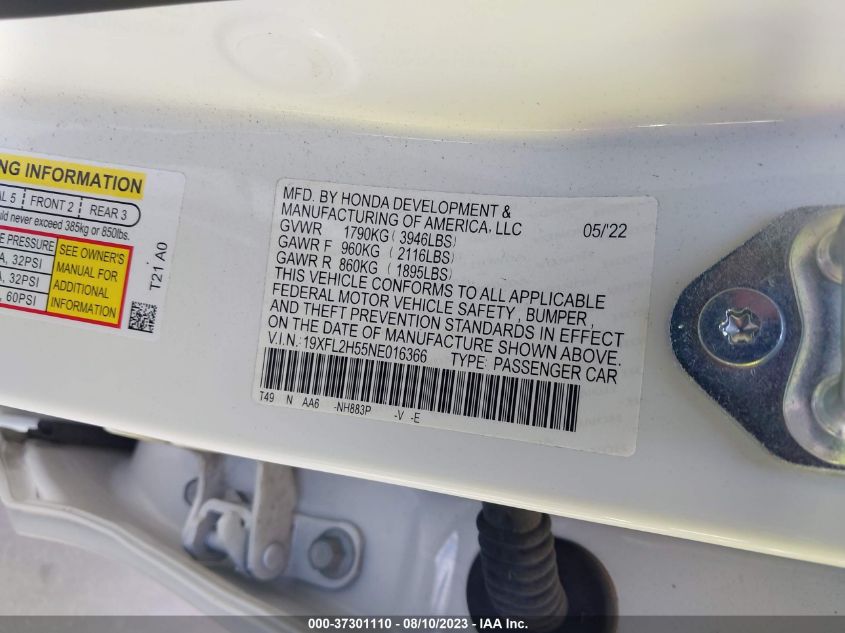 NG INFORMATION
AL 5 FRONT 2 REAR 3
ould never exceed 385kg or 850lbs.
E PRESSURE
A, 32PSI
A, 32PSI
, 60PSI
SEE OWNER'S
MANUAL FOR
ADDITIONAL
INFORMATION
T21 A0
MFD. BY HONDA DEVELOPMENT &
MANUFACTURING OF AMERICA, LLC 05/22
GVWR 1790KG (3946LBS)
GAWR F 960KG (2116LBS)
GAWR R 860KG (1895LBS)
THIS VEHICLE CONFORMS TO ALL APPLICABLE
FEDERAL MOTOR VEHICLE SAFETY, BUMPER,
AND THEFT PREVENTION STANDARDS IN EFFECT
ON THE DATE OF MANUFACTURE SHOWN ABOVE.
V.I.N.: 19XFL2H55NE016366 TYPE: PASSENGER CAR
T49 N AA6 -NH883P -V -E
000-37301110 - 08/10/2023 - IAA Inc.